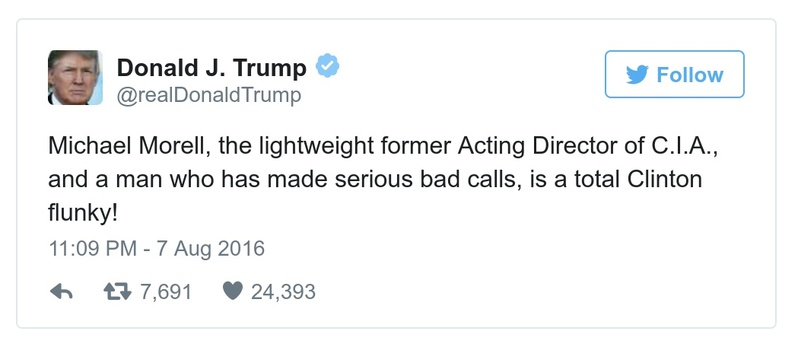 Donald J. Trump
@realDonaldTrump
Follow
Michael Morell, the lightweight former Acting Director of C.I.A.,
and a man who has made serious bad calls, is a total Clinton
flunky!
11:09 PM - 7 Aug 2016
7,691 24,393